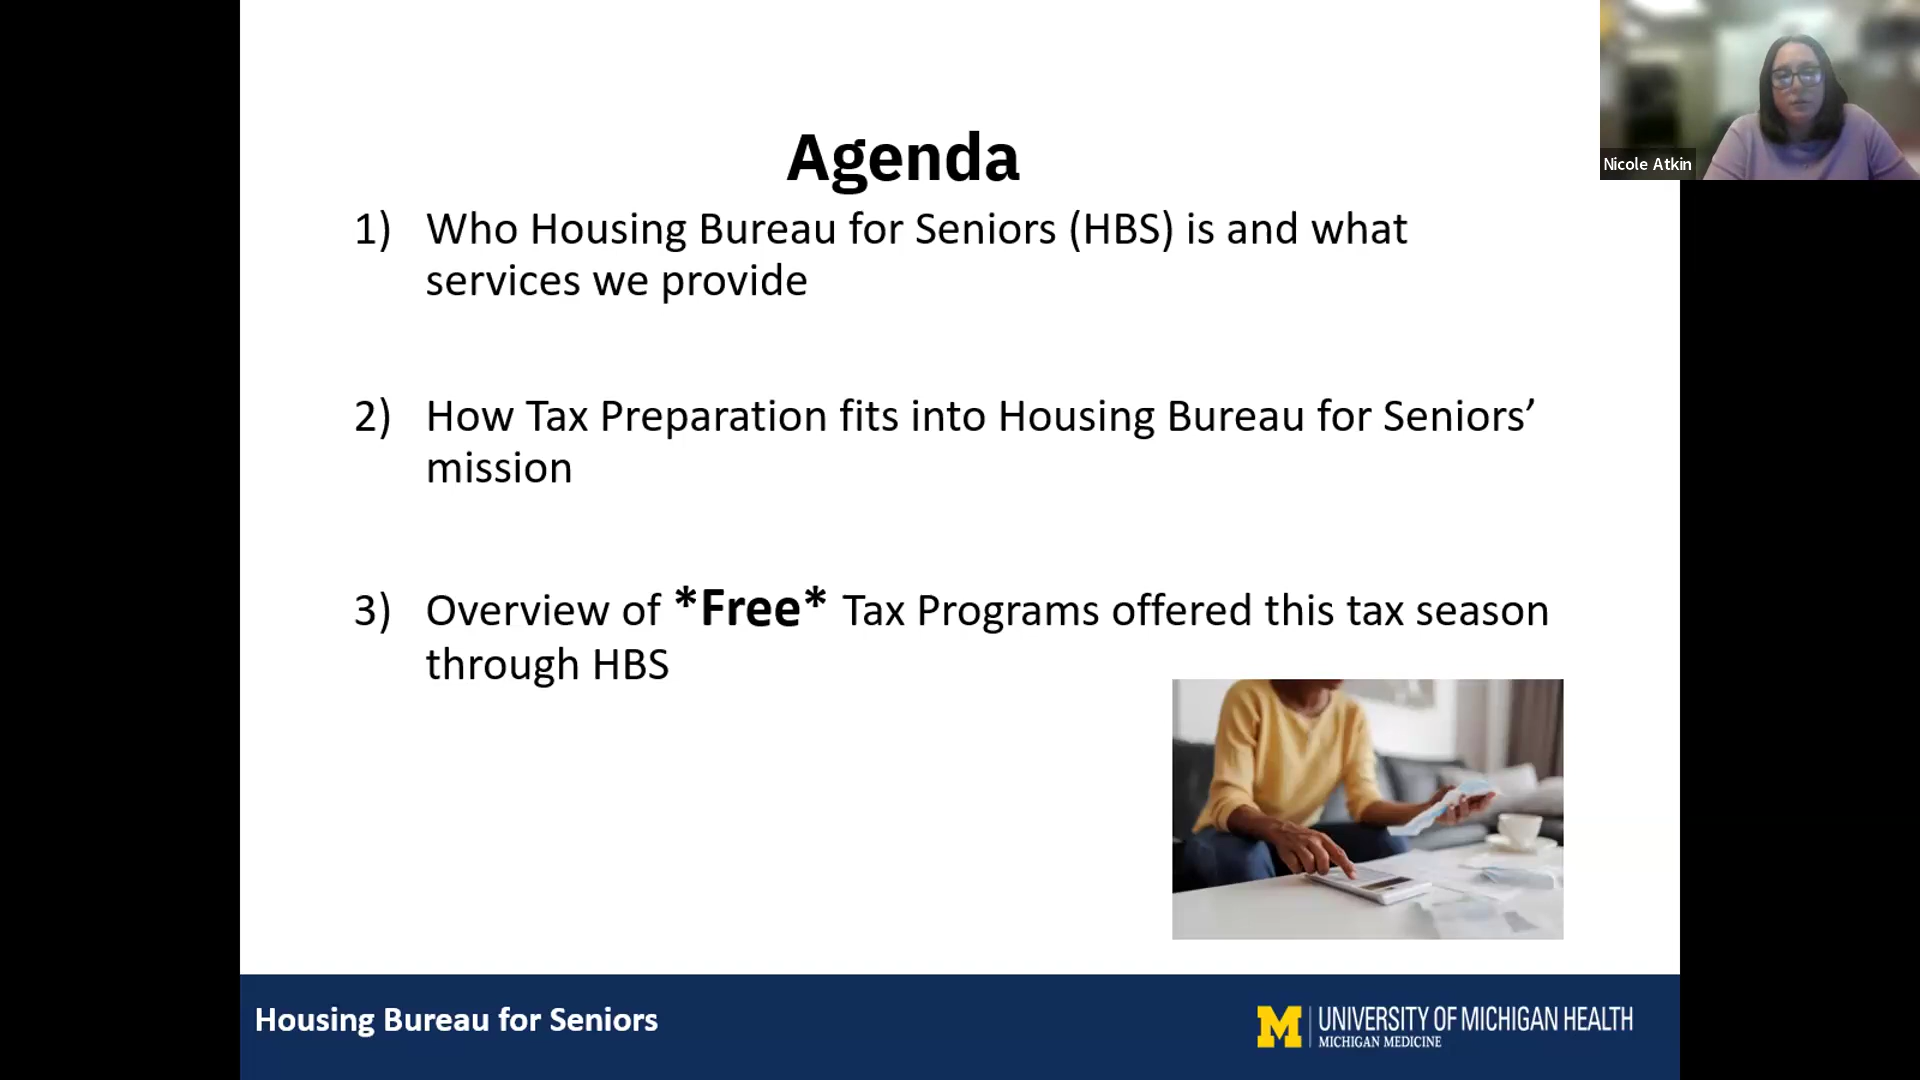 Agenda
1) Who Housing Bureau for Seniors (HBS) is and what
services we provide
2) How Tax Preparation fits into Housing Bureau for Seniors’
mission
3) Overview of *Free* Tax Programs offered this tax season
through HBS
Nicole Atkin
Housing Bureau for Seniors
M UNIVERSITY OF MICHIGAN HEALTH
MICHIGAN MEDICINE